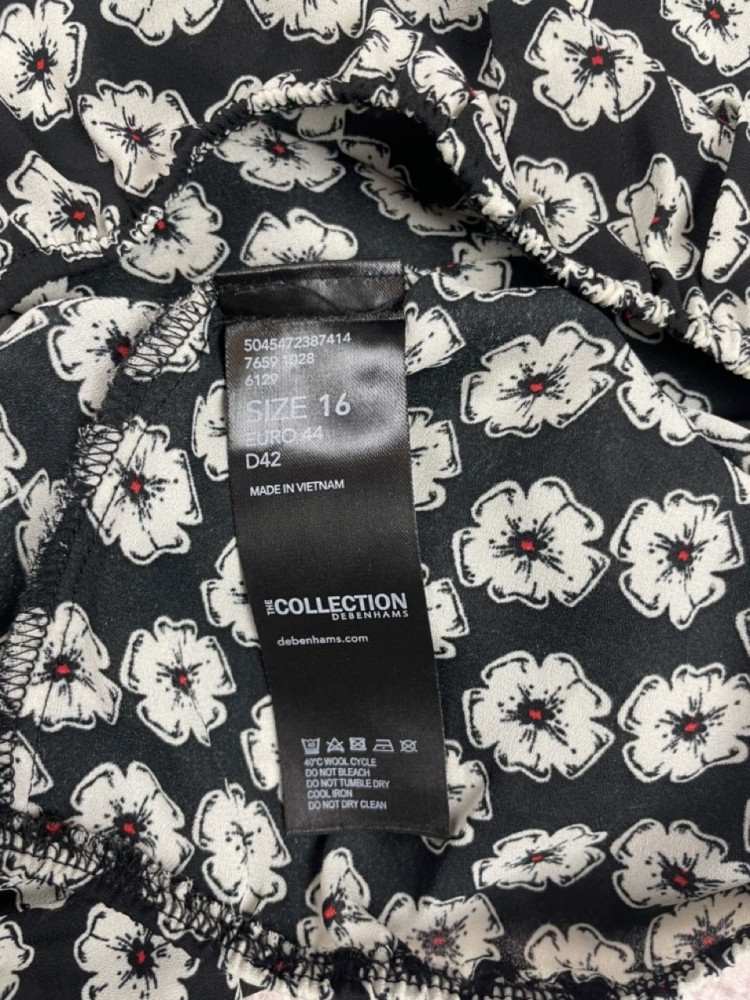 5045472387414
7659 1028
6129
SIZE 16
EURO 44
D42
MADE IN VIETNAM
THE COLLECTION
DEBENHAMS
debenhams.com
40
40°C WOOL CYCLE
DO NOT BLEACH
DO NOT TUMBLE DRY
COOL IRON
DO NOT DRY CLEAN